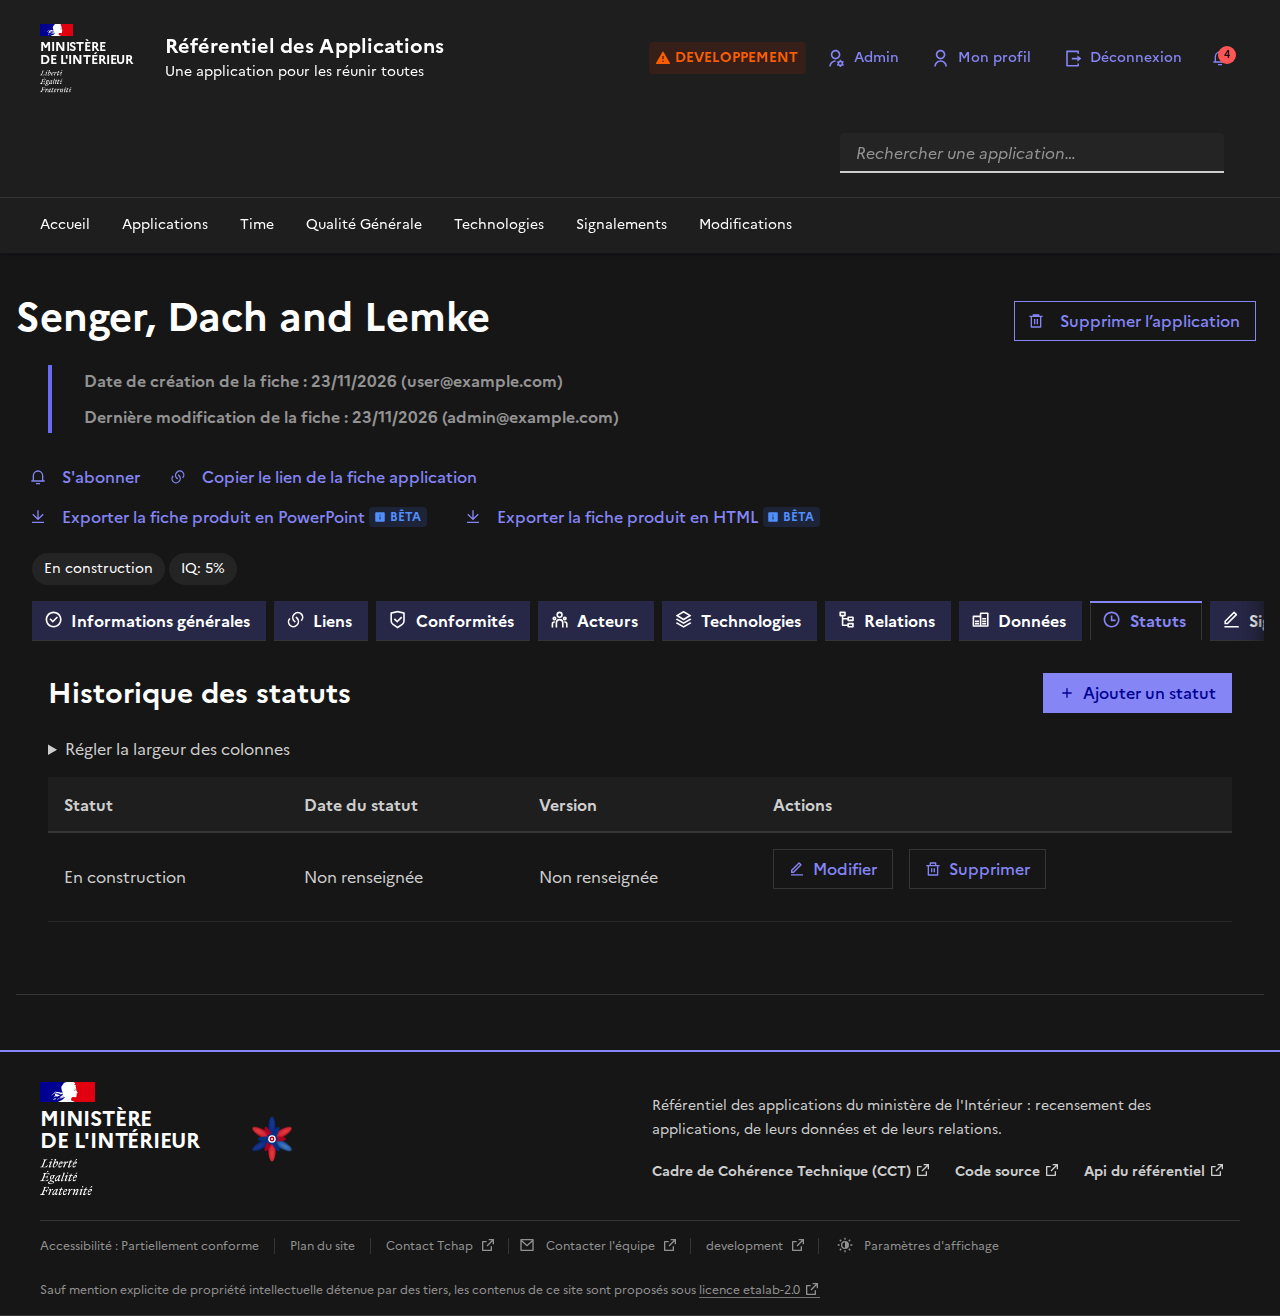 MINISTÈRE
DE L'INTÉRIEUR
Liberté
Égalité
Fraternité
Référentiel des Applications
Une application pour les réunir toutes
DEVELOPPEMENT
Admin
Mon profil
Déconnexion
4
Rechercher une application...
Accueil
Applications
Time
Qualité Générale
Technologies
Signalements
Modifications
Senger, Dach and Lemke
Supprimer l’application
Date de création de la fiche : 23/11/2026 (user@example.com)
Dernière modification de la fiche : 23/11/2026 (admin@example.com)
S'abonner
Copier le lien de la fiche application
Exporter la fiche produit en PowerPoint BÊTA
Exporter la fiche produit en HTML BÊTA
En construction
IQ: 5%
Informations générales
Liens
Conformités
Acteurs
Technologies
Relations
Données
Statuts
Historique des statuts
Ajouter un statut
Régler la largeur des colonnes
Statut
Date du statut
Version
Actions
En construction
Non renseignée
Non renseignée
Modifier
Supprimer
MINISTÈRE
DE L'INTÉRIEUR
Liberté
Égalité
Fraternité
Référentiel des applications du ministère de l'Intérieur : recensement des
applications, de leurs données et de leurs relations.
Cadre de Cohérence Technique (CCT)
Code source
Api du référentiel
Accessibilité : Partiellement conforme
Plan du site
Contact Tchap
Contacter l'équipe
development
Paramètres d'affichage
Sauf mention explicite de propriété intellectuelle détenue par des tiers, les contenus de ce site sont proposés sous licence etalab-2.0